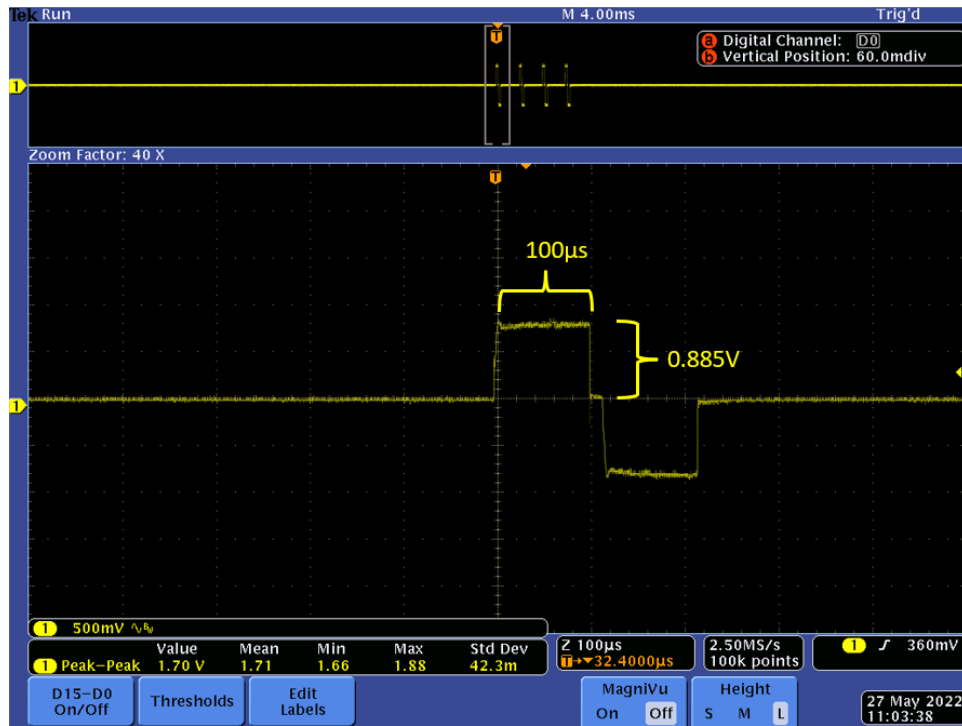 Tek Run M 4.00ms Trig'd
T
a Digital Channel: D0
b Vertical Position: 60.0mdiv
1
Zoom Factor: 40 X
T
100µs
0.885V
1
1 500mV
Value Mean Min Max Std Dev
1 Peak-Peak 1.70 V 1.71 1.66 1.88 42.3m
Z 100µs
T→▼32.4000µs
2.50MS/s
100k points
1 360mV
D15-D0
On/Off
Thresholds
Edit
Labels
MagniVu
On Off
Height
S M L
27 May 2022
11:03:38